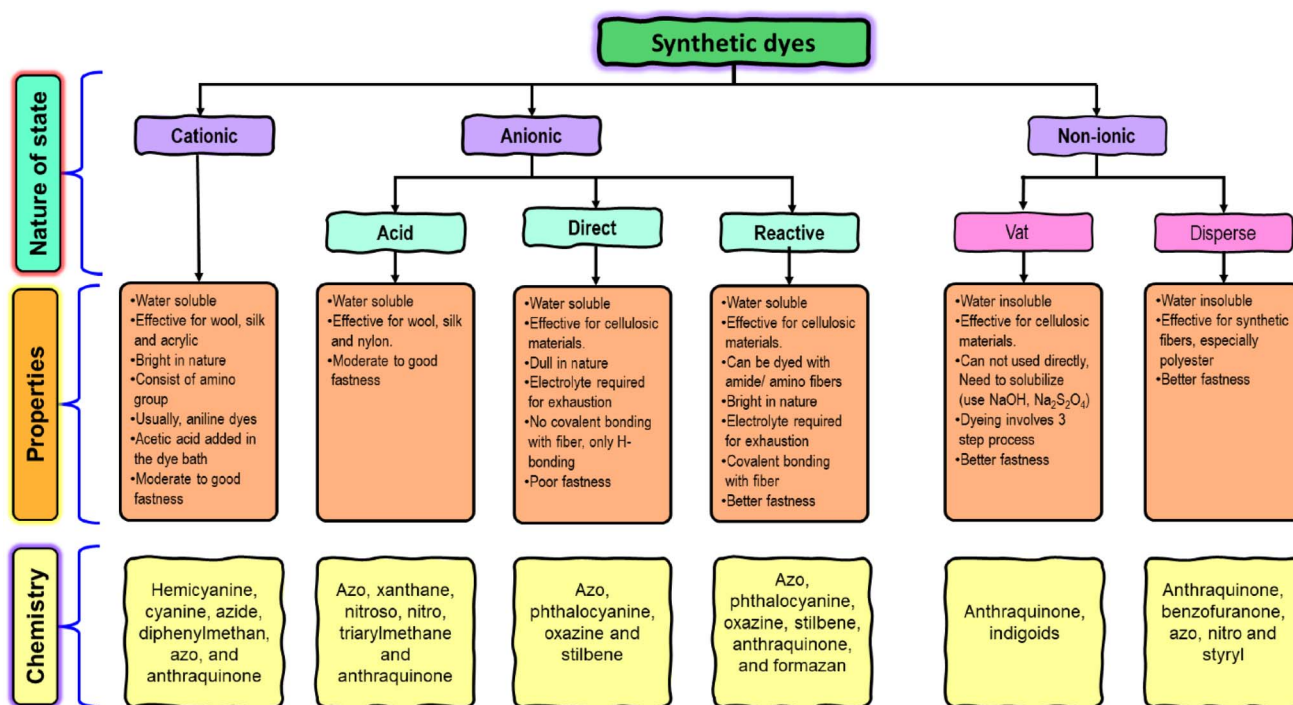 Synthetic dyes
Nature of state
Cationic
Anionic
Non-ionic
Acid
Direct
Reactive
Vat
Disperse
Properties
•Water soluble
•Effective for wool, silk
and acrylic
•Bright in nature
•Consist of amino
group
•Usually, aniline dyes
•Acetic acid added in
the dye bath
•Moderate to good
fastness
•Water soluble
•Effective for wool, silk
and nylon.
•Moderate to good
fastness
•Water soluble
•Effective for cellulosic
materials.
•Dull in nature
•Electrolyte required
for exhaustion
•No covalent bonding
with fiber, only H-
bonding
•Poor fastness
•Water soluble
•Effective for cellulosic
materials.
•Can be dyed with
amide/ amino fibers
•Bright in nature
•Electrolyte required
for exhaustion
•Covalent bonding
with fiber
•Better fastness
•Water insoluble
•Effective for cellulosic
materials.
•Can not used directly,
Need to solubilize
(use NaOH, Na₂S₂O₄)
•Dyeing involves 3
step process
•Better fastness
•Water insoluble
•Effective for synthetic
fibers, especially
polyester
•Better fastness
Chemistry
Hemicyanine,
cyanine, azide,
diphenylmethan,
azo, and
anthraquinone
Azo, xanthane,
nitroso, nitro,
triarylmethane
and
anthraquinone
Azo,
phthalocyanine,
oxazine and
stilbene
Azo,
phthalocyanine,
oxazine, stilbene,
anthraquinone,
and formazan
Anthraquinone,
indigoids
Anthraquinone,
benzofuranone,
azo, nitro and
styryl